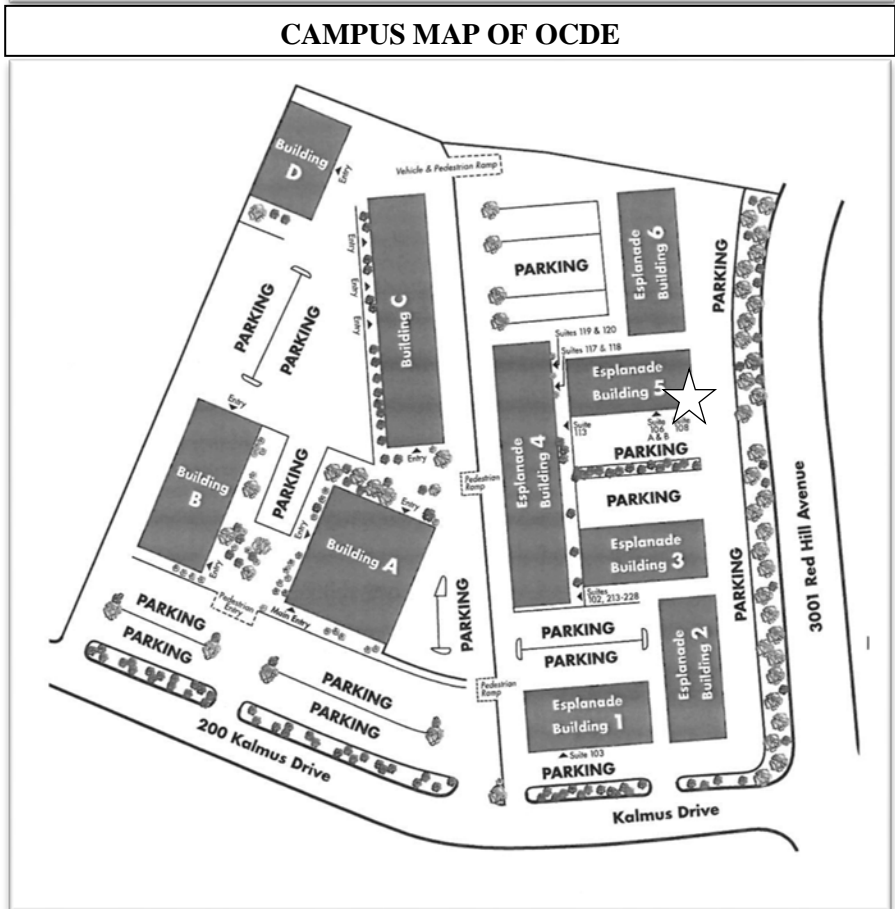 CAMPUS MAP OF OCDE
Building
D
Entry
Vehicle & Pedestrian Ramp
Entry
Entry
Entry
Building C
Entry
PARKING
PARKING
PARKING
Esplanade
Building 6
PARKING
Suites 119 & 120
Suites 117 & 118
Esplanade
Building 5
Suite
113
Suite
106
A & B
Suite
108
PARKING
PARKING
Esplanade
Building 4
Esplanade
Building 3
Suites
102, 213-228
Entry
Building
B
Entry
PARKING
Entry
Entry
Building A
Main Entry
Pedestrian
Entry
Pedestrian
Ramp
PARKING
PARKING
PARKING
PARKING
PARKING
Pedestrian
Ramp
PARKING
PARKING
Esplanade
Building 2
Esplanade
Building 1
Suite 103
PARKING
PARKING
3001 Red Hill Avenue
200 Kalmus Drive
Kalmus Drive